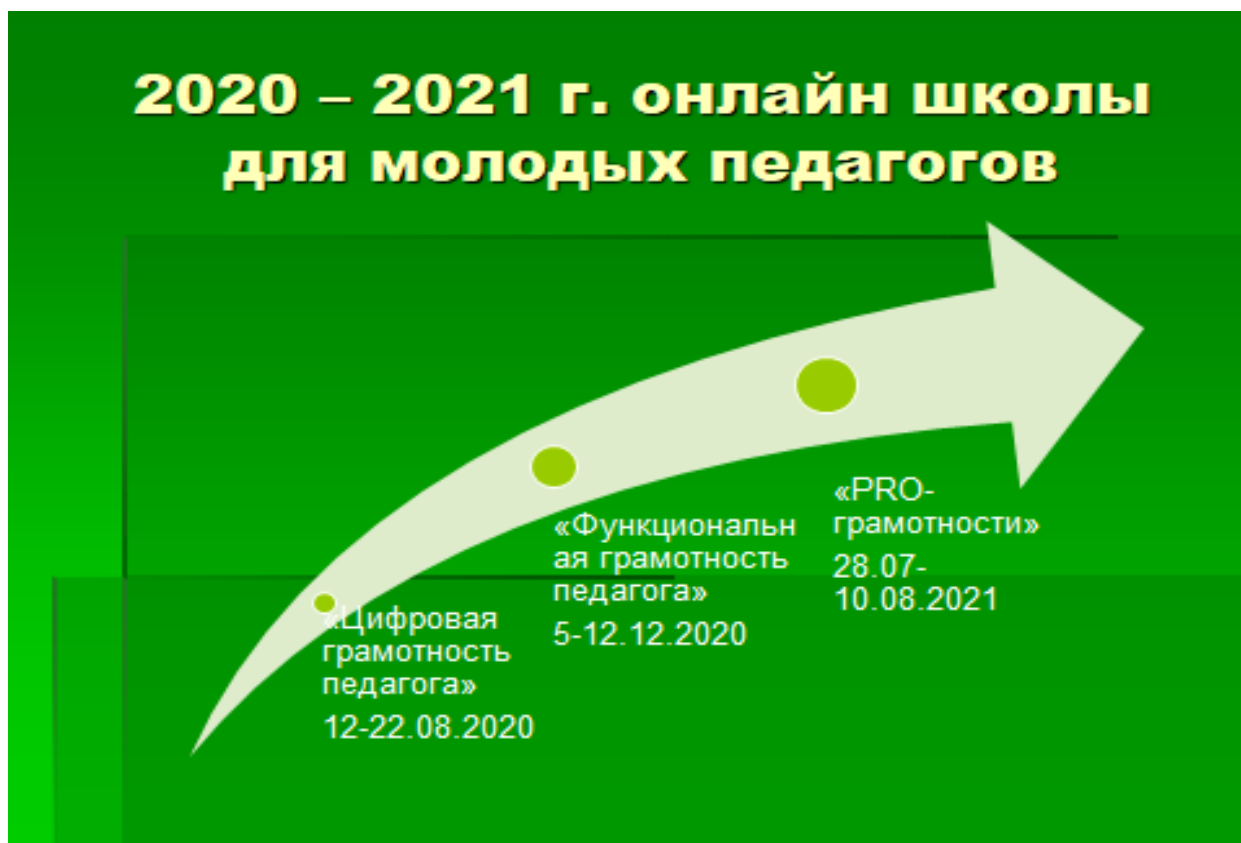 2020 – 2021 г. онлайн школы
для молодых педагогов
«Цифровая
грамотность
педагога»
12-22.08.2020
«Функциональн
ая грамотность
педагога»
5-12.12.2020
«PRO-
грамотности»
28.07-
10.08.2021